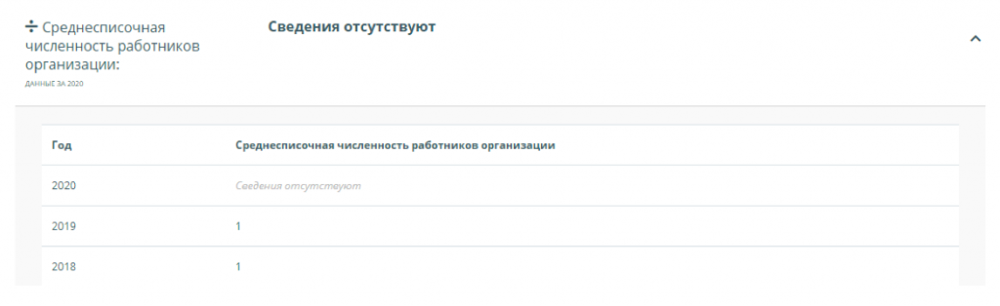 ÷ Среднесписочная
численность работников
организации:
ДАННЫЕ ЗА 2020
Сведения отсутствуют
Год Среднесписочная численность работников организации
2020 Сведения отсутствуют
2019 1
2018 1